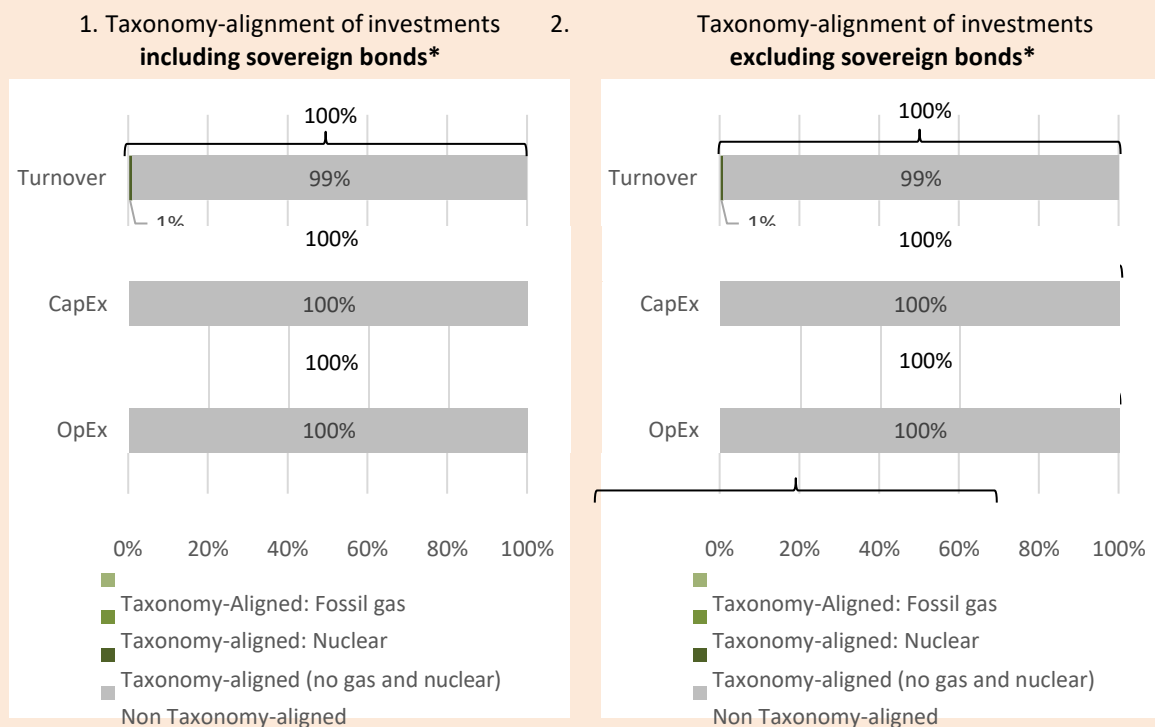 1. Taxonomy-alignment of investments
including sovereign bonds*
100%
Turnover
99%
1%
100%
CapEx
100%
100%
OpEx
100%
0% 20% 40% 60% 80% 100%
Taxonomy-Aligned: Fossil gas
Taxonomy-aligned: Nuclear
Taxonomy-aligned (no gas and nuclear)
Non Taxonomy-aligned
2. Taxonomy-alignment of investments
excluding sovereign bonds*
100%
Turnover
99%
1%
100%
CapEx
100%
100%
OpEx
100%
0% 20% 40% 60% 80% 100%
Taxonomy-Aligned: Fossil gas
Taxonomy-aligned: Nuclear
Taxonomy-aligned (no gas and nuclear)
Non Taxonomy-aligned